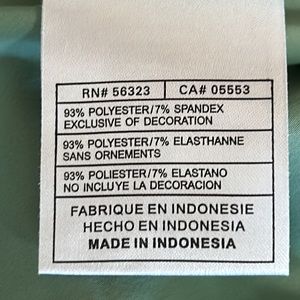 RN# 56323 CA# 05553
93% POLYESTER/7% SPANDEX
EXCLUSIVE OF DECORATION
93% POLYESTER/7% ELASTHANNE
SANS ORNEMENTS
93% POLIESTER/7% ELASTANO
NO INCLUYE LA DECORACION
FABRIQUE EN INDONESIE
HECHO EN INDONESIA
MADE IN INDONESIA